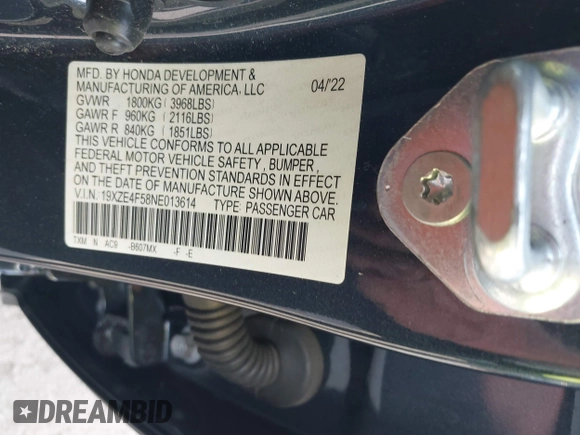 MFD. BY HONDA DEVELOPMENT &
MANUFACTURING OF AMERICA, LLC 04/'22
GVWR 1800KG ( 3968LBS)
GAWR F 960KG ( 2116LBS)
GAWR R 840KG ( 1851LBS)
THIS VEHICLE CONFORMS TO ALL APPLICABLE
FEDERAL MOTOR VEHICLE SAFETY , BUMPER ,
AND THEFT PREVENTION STANDARDS IN EFFECT
ON THE DATE OF MANUFACTURE SHOWN ABOVE.
V.I.N. 19XZE4F58NE013614 TYPE: PASSENGER CAR
TXM N AC9 -B607MX -F -E
DREAMBID